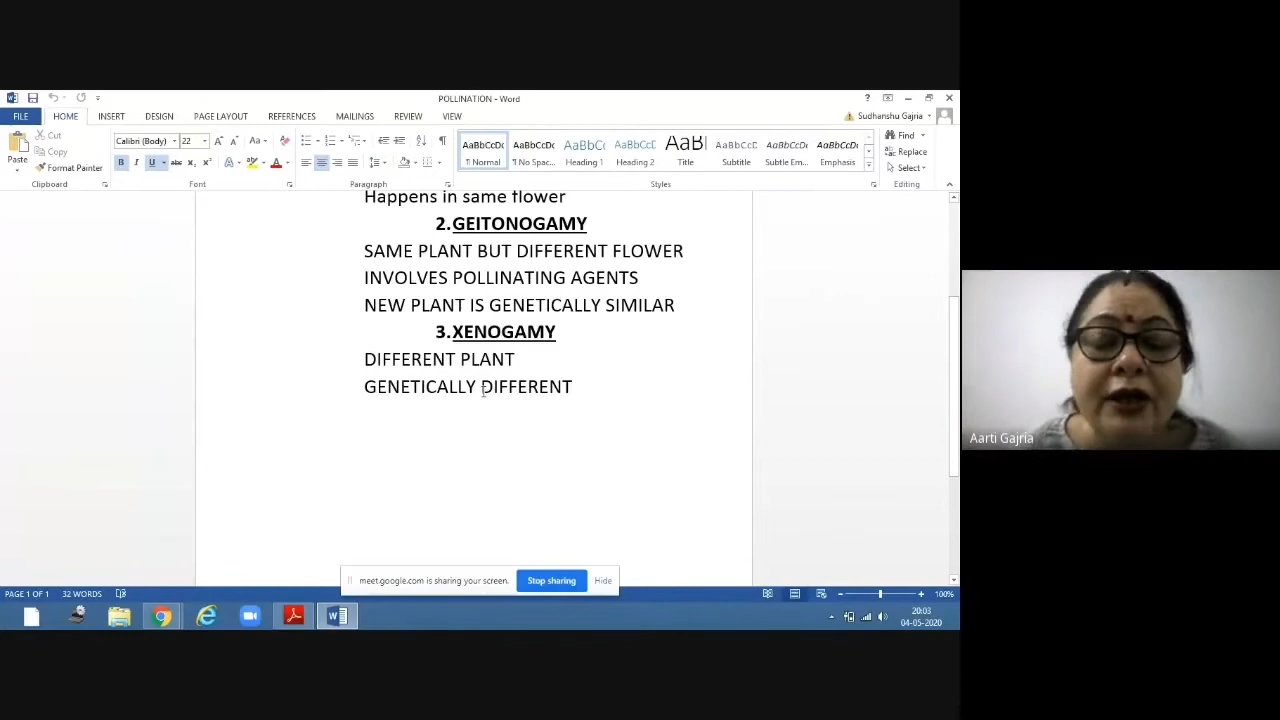 POLLINATION - Word
FILE HOME INSERT DESIGN PAGE LAYOUT REFERENCES MAILINGS REVIEW VIEW Sudhanshu Gajria
Paste
Cut
Copy
Format Painter
Calibri (Body) 22
AaBbCcDc AaBbCcDc AaBbCc AaBbCc AaBl AaBbCcD AaBbCcDc AaBbCcDc
¶ Normal ¶ No Spac... Heading 1 Heading 2 Title Subtitle Subtle Em... Emphasis
Find
Replace
Select
Clipboard Font Paragraph Styles Editing
Happens in same flower
2.GEITONOGAMY
SAME PLANT BUT DIFFERENT FLOWER
INVOLVES POLLINATING AGENTS
NEW PLANT IS GENETICALLY SIMILAR
3.XENOGAMY
DIFFERENT PLANT
GENETICALLY DIFFERENT
Aarti Gajria
meet.google.com is sharing your screen. Stop sharing Hide
PAGE 1 OF 1 32 WORDS 100%
20:03
04-05-2020